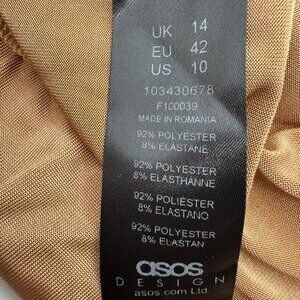 UK 14
EU 42
US 10
103430678
F100039
MADE IN ROMANIA
92% POLYESTER
8% ELASTANE
92% POLYESTER
8% ELASTHANNE
92% POLIÉSTER
8% ELASTANO
92% POLYESTER
8% ELASTAN
asos
DESIGN
asos.com Ltd